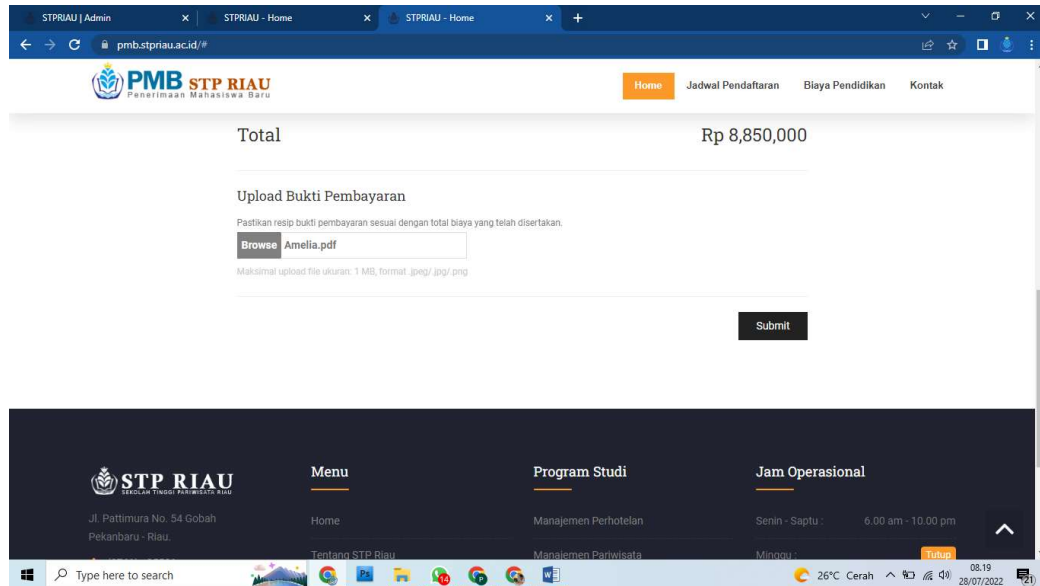 STPRIAU | Admin
STPRIAU - Home
STPRIAU - Home
pmb.stpriau.ac.id/#
PMB STP RIAU
Penerimaan Mahasiswa Baru
Home
Jadwal Pendaftaran
Biaya Pendidikan
Kontak
Total Rp 8,850,000
Upload Bukti Pembayaran
Pastikan resip bukti pembayaran sesuai dengan total biaya yang telah disertakan.
Browse Amelia.pdf
Maksimal upload file ukuran: 1 MB, format .jpeg/.jpg/.png
Submit
STP RIAU
SEKOLAH TINGGI PARIWISATA RIAU
Jl. Pattimura No. 54 Gobah
Pekanbaru - Riau.
Menu
Home
Tentang STP Riau
Program Studi
Manajemen Perhotelan
Manajemen Pariwisata
Jam Operasional
Senin - Saptu : 6.00 am - 10.00 pm
Minggu : Tutup
Type here to search
26°C Cerah
08.19
28/07/2022